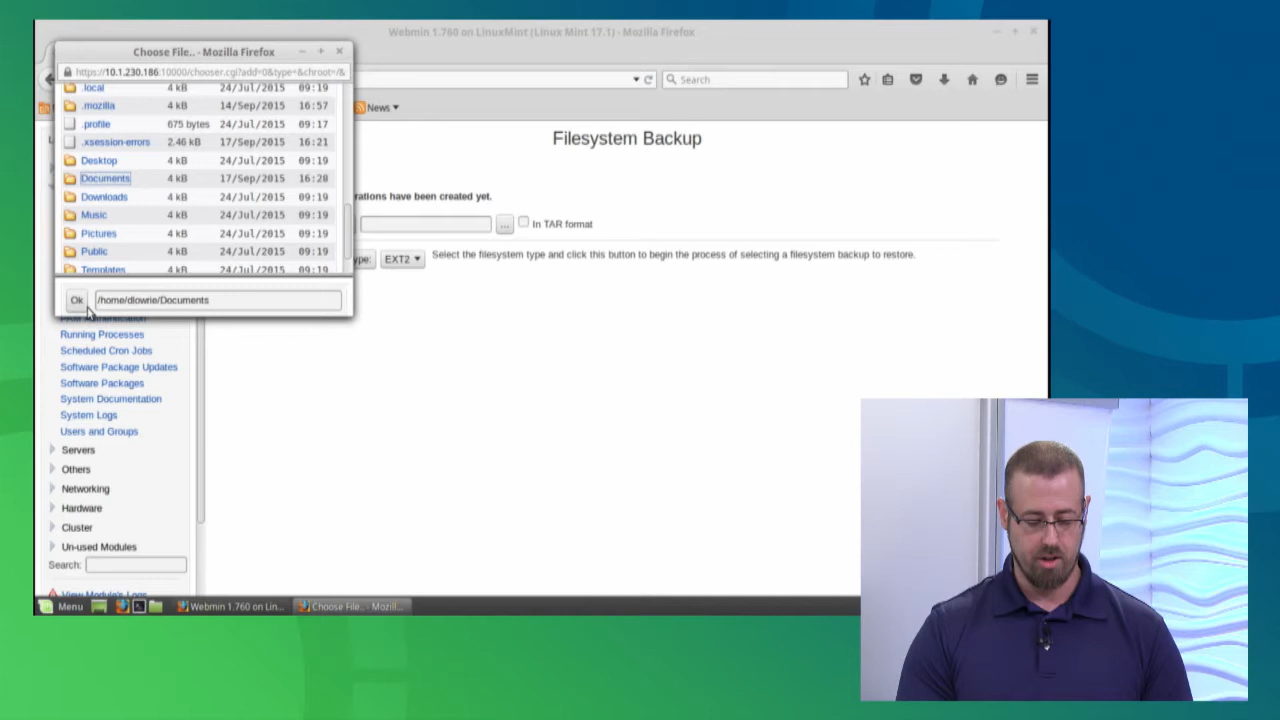 Webmin 1.760 on LinuxMint (Linux Mint 17.1) - Mozilla Firefox
Choose File.. - Mozilla Firefox
https://10.1.230.186:10000/chooser.cgi?add=0&type=&chroot=/&
Search
.local 4 kB 24/Jul/2015 09:19
.mozilla 4 kB 14/Sep/2015 16:57
.profile 675 bytes 24/Jul/2015 09:17
.xsession-errors 2.46 kB 17/Sep/2015 16:21
Desktop 4 kB 24/Jul/2015 09:19
Documents 4 kB 17/Sep/2015 16:28
Downloads 4 kB 24/Jul/2015 09:19
Music 4 kB 24/Jul/2015 09:19
Pictures 4 kB 24/Jul/2015 09:19
Public 4 kB 24/Jul/2015 09:19
Templates 4 kB 24/Jul/2015 09:19
Ok /home/dlowrie/Documents
News
Filesystem Backup
rations have been created yet.
... In TAR format
ype: EXT2 Select the filesystem type and click this button to begin the process of selecting a filesystem backup to restore.
PAM Authentication
Running Processes
Scheduled Cron Jobs
Software Package Updates
Software Packages
System Documentation
System Logs
Users and Groups
Servers
Others
Networking
Hardware
Cluster
Un-used Modules
Search:
View Module's Logs
Menu Webmin 1.760 on Lin... Choose File.. - Mozill...